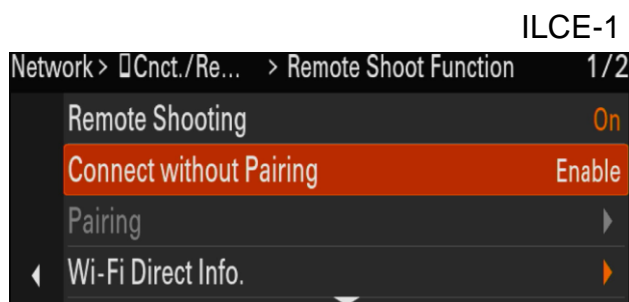 ILCE-1
Network > Cnct./Re... > Remote Shoot Function 1/2
Remote Shooting On
Connect without Pairing Enable
Pairing
Wi-Fi Direct Info.